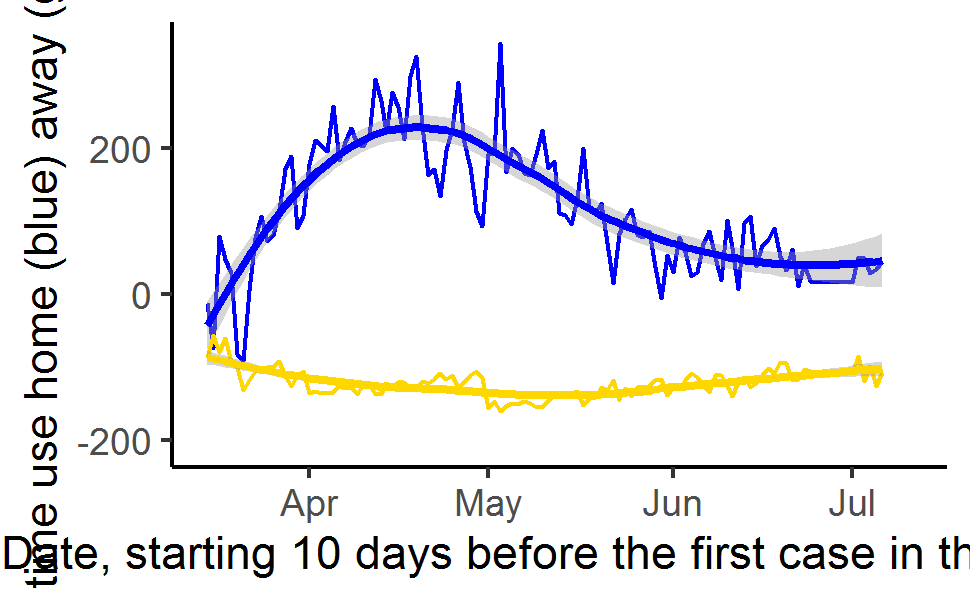 time use home (blue) away (
200
0
-200
Apr May Jun Jul
Date, starting 10 days before the first case in th